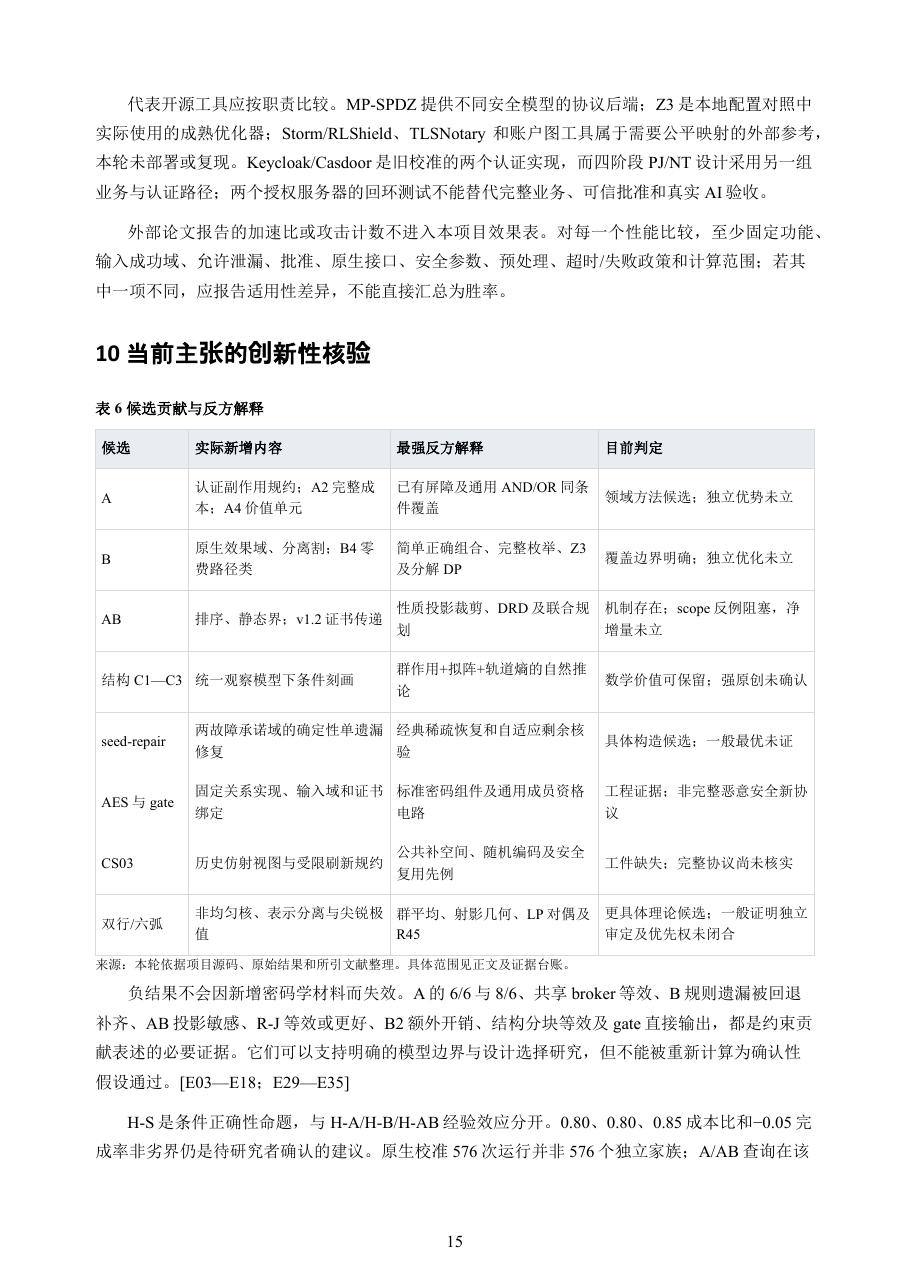 代表开源工具应按职责比较。MP-SPDZ 提供不同安全模型的协议后端；Z3 是本地配置对照中
实际使用的成熟优化器；Storm/RLShield、TLSNotary 和账户图工具属于需要公平映射的外部参考，
本轮未部署或复现。Keycloak/Casdoor 是旧校准的两个认证实现，而四阶段 PJ/NT 设计采用另一组
业务与认证路径；两个授权服务器的回环测试不能替代完整业务、可信批准和真实 AI 验收。
外部论文报告的加速比或攻击计数不进入本项目效果表。对每一个性能比较，至少固定功能、
输入成功域、允许泄漏、批准、原生接口、安全参数、预处理、超时/失败政策和计算范围；若其
中一项不同，应报告适用性差异，不能直接汇总为胜率。
10 当前主张的创新性核验
表 6 候选贡献与反方解释
候选 实际新增内容 最强反方解释 目前判定
A 认证副作用规约；A2 完整成本；A4 价值单元 已有屏障及通用 AND/OR 同条件覆盖 领域方法候选；独立优势未立
B 原生效果域、分离割；B4 零费路径类 简单正确组合、完整枚举、Z3 及分解 DP 覆盖边界明确；独立优化未立
AB 排序、静态界；v1.2 证书传递 性质投影裁剪、DRD 及联合规划 机制存在；scope 反例阻塞，净增量未立
结构 C1—C3 统一观察模型下条件刻画 群作用+拟阵+轨道熵的自然推论 数学价值可保留；强原创未确认
seed-repair 两故障承诺域的确定性单遗漏修复 经典稀疏恢复和自适应剩余核验 具体构造候选；一般最优未证
AES 与 gate 固定关系实现、输入域和证书绑定 标准密码组件及通用成员资格电路 工程证据；非完整恶意安全新协议
CS03 历史仿射视图与受限刷新规约 公共补空间、随机编码及安全复用先例 工件缺失；完整协议尚未核实
双行/六弧 非均匀核、表示分离与尖锐极值 群平均、射影几何、LP 对偶及 R45 更具体理论候选；一般证明独立审定及优先权未闭合
来源：本轮依据项目源码、原始结果和所引文献整理。具体范围见正文及证据台账。
负结果不会因新增密码学材料而失效。A 的 6/6 与 8/6、共享 broker 等效、B 规则遗漏被回退
补齐、AB 投影敏感、R-J 等效或更好、B2 额外开销、结构分块等效及 gate 直接输出，都是约束贡
献表述的必要证据。它们可以支持明确的模型边界与设计选择研究，但不能被重新计算为确认性
假设通过。[E03—E18；E29—E35]
H-S 是条件正确性命题，与 H-A/H-B/H-AB 经验效应分开。0.80、0.80、0.85 成本比和−0.05 完
成率非劣界仍是待研究者确认的建议。原生校准 576 次运行并非 576 个独立家族；A/AB 查询在该
15